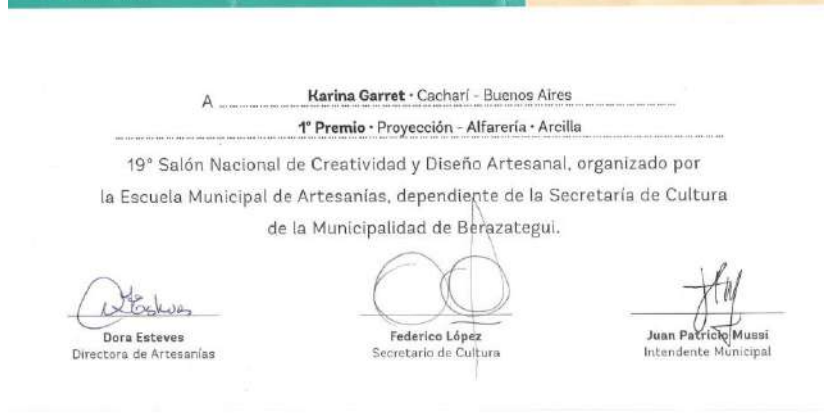 A Karina Garret · Cacharí - Buenos Aires
1° Premio · Proyección - Alfarería · Arcilla
19° Salón Nacional de Creatividad y Diseño Artesanal, organizado por
la Escuela Municipal de Artesanías, dependiente de la Secretaría de Cultura
de la Municipalidad de Berazategui.
Dora Esteves
Directora de Artesanías
Federico López
Secretario de Cultura
Juan Patricio Mussi
Intendente Municipal